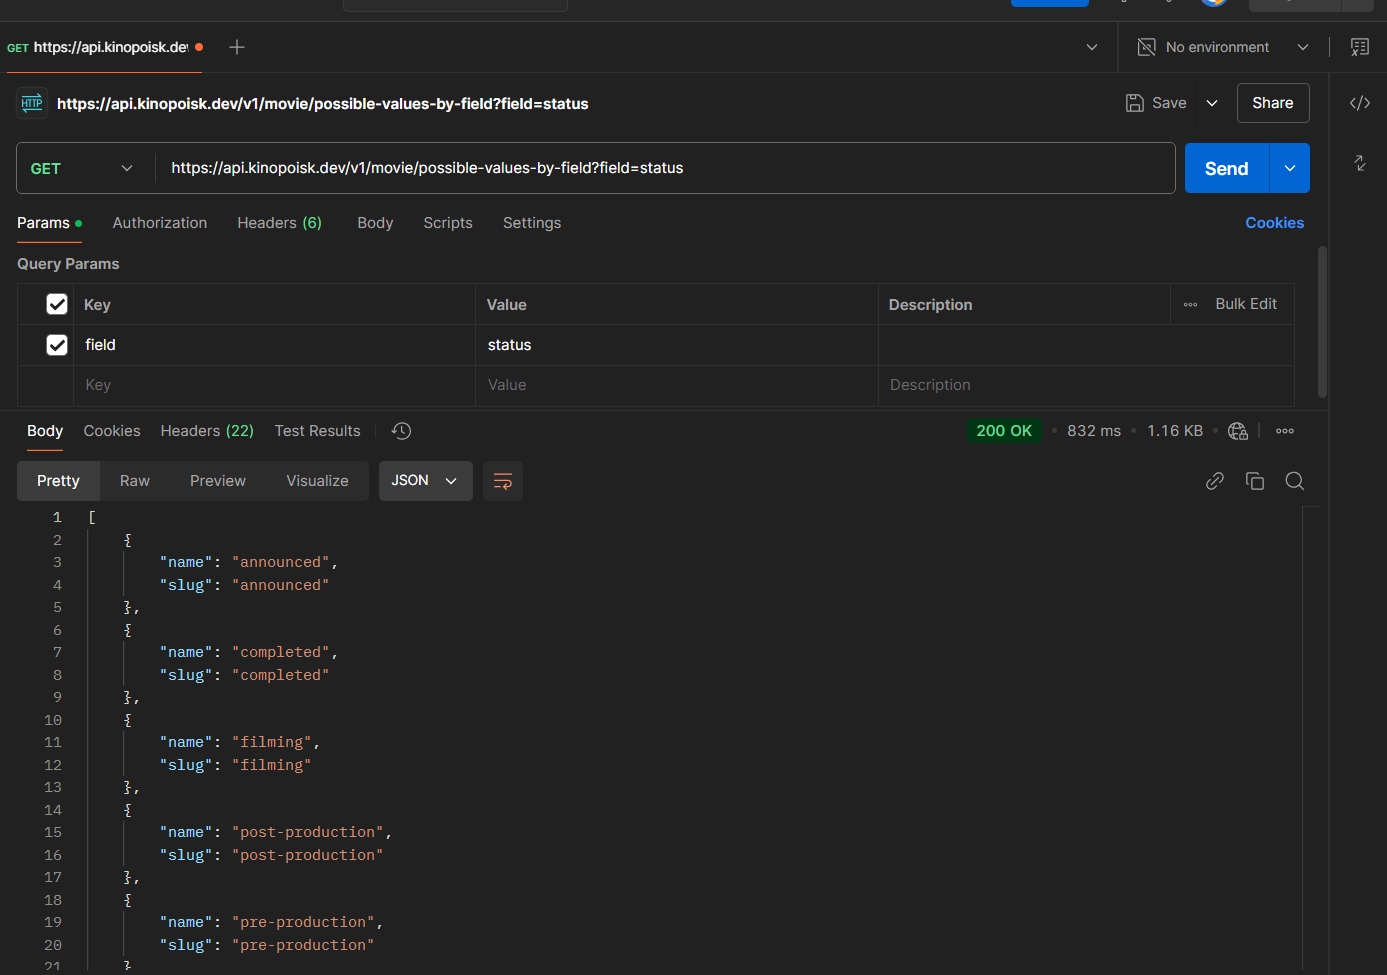 GET https://api.kinopoisk.de
No environment
HTTP https://api.kinopoisk.dev/v1/movie/possible-values-by-field?field=status
Save
Share
GET https://api.kinopoisk.dev/v1/movie/possible-values-by-field?field=status
Send
Params Authorization Headers (6) Body Scripts Settings Cookies
Query Params
Key Value Description Bulk Edit
field status
Key Value Description
Body Cookies Headers (22) Test Results 200 OK 832 ms 1.16 KB
Pretty Raw Preview Visualize JSON
1 [
2 {
3 "name": "announced",
4 "slug": "announced"
5 },
6 {
7 "name": "completed",
8 "slug": "completed"
9 },
10 {
11 "name": "filming",
12 "slug": "filming"
13 },
14 {
15 "name": "post-production",
16 "slug": "post-production"
17 },
18 {
19 "name": "pre-production",
20 "slug": "pre-production"
21 }